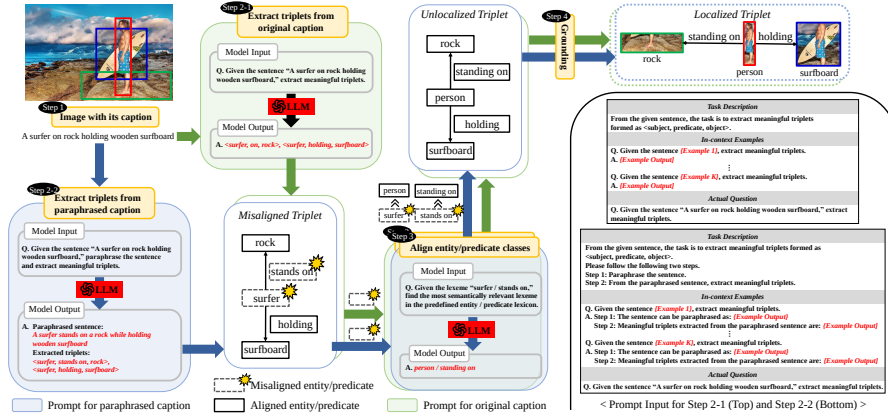 Step 1
Image with its caption
A surfer on rock holding wooden surfboard
Step 2-1
Extract triplets from
original caption
Model Input
Q. Given the sentence “A surfer on rock holding
wooden surfboard,” extract meaningful triplets.
LLM
Model Output
A. <surfer, on, rock>, <surfer, holding, surfboard>
Step 2-2
Extract triplets from
paraphrased caption
Model Input
Q. Given the sentence “A surfer on rock holding
wooden surfboard,” paraphrase the sentence
and extract meaningful triplets.
LLM
Model Output
A. Paraphrased sentence:
A surfer stands on a rock while holding
wooden surfboard
Extracted triplets:
<surfer, stands on, rock>,
<surfer, holding, surfboard>
Misaligned Triplet
rock
stands on
surfer
holding
surfboard
Unlocalized Triplet
rock
standing on
person
holding
surfboard
person
standing on
surfer
stands on
Step 3
Align entity/predicate classes
Model Input
Q. Given the lexeme “surfer / stands on,”
find the most semantically relevant lexeme
in the predefined entity / predicate lexicon.
LLM
Model Output
A. person / standing on
Step 4
Grounding
Localized Triplet
standing on
holding
rock
person
surfboard
Task Description
From the given sentence, the task is to extract meaningful triplets
formed as <subject, predicate, object>.
In-context Examples
Q. Given the sentence {Example 1}, extract meaningful triplets.
A. {Example Output}
⋮
Q. Given the sentence {Example K}, extract meaningful triplets.
A. {Example Output}
Actual Question
Q. Given the sentence “A surfer on rock holding wooden surfboard,” extract
meaningful triplets.
Task Description
From the given sentence, the task is to extract meaningful triplets formed as
<subject, predicate, object>.
Please follow the following two steps.
Step 1: Paraphrase the sentence.
Step 2: From the paraphrased sentence, extract meaningful triplets.
In-context Examples
Q. Given the sentence {Example 1}, extract meaningful triplets.
A. Step 1: The sentence can be paraphrased as: {Example Output}
Step 2: Meaningful triplets extracted from the paraphrased sentence are: {Example Output}
⋮
Q. Given the sentence {Example K}, extract meaningful triplets.
A. Step 1: The sentence can be paraphrased as: {Example Output}
Step 2: Meaningful triplets extracted from the paraphrased sentence are: {Example Output}
Actual Question
Q. Given the sentence “A surfer on rock holding wooden surfboard,” extract meaningful triplets.
< Prompt Input for Step 2-1 (Top) and Step 2-2 (Bottom) >
Misaligned entity/predicate
Prompt for paraphrased caption
Aligned entity/predicate
Prompt for original caption